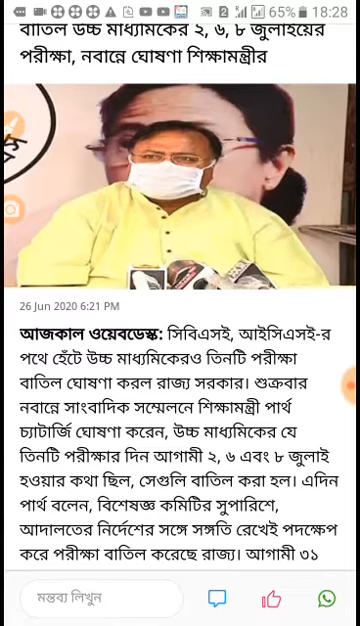 65% 18:28
বাতিল উচ্চ মাধ্যমিকের ২, ৬, ৮ জুলাইয়ের
পরীক্ষা, নবান্নে ঘোষণা শিক্ষামন্ত্রীর
26 Jun 2020 6:21 PM
আজকাল ওয়েবডেস্ক: সিবিএসই, আইসিএসই-র
পথে হেঁটে উচ্চ মাধ্যমিকেরও তিনটি পরীক্ষা
বাতিল ঘোষণা করল রাজ্য সরকার। শুক্রবার
নবান্নে সাংবাদিক সম্মেলনে শিক্ষামন্ত্রী পার্থ
চ্যাটার্জি ঘোষণা করেন, উচ্চ মাধ্যমিকের যে
তিনটি পরীক্ষার দিন আগামী ২, ৬ এবং ৮ জুলাই
হওয়ার কথা ছিল, সেগুলি বাতিল করা হল। এদিন
পার্থ বলেন, বিশেষজ্ঞ কমিটির সুপারিশে,
আদালতের নির্দেশের সঙ্গে সঙ্গতি রেখেই পদক্ষেপ
করে পরীক্ষা বাতিল করেছে রাজ্য। আগামী ৩১
মন্তব্য লিখুন